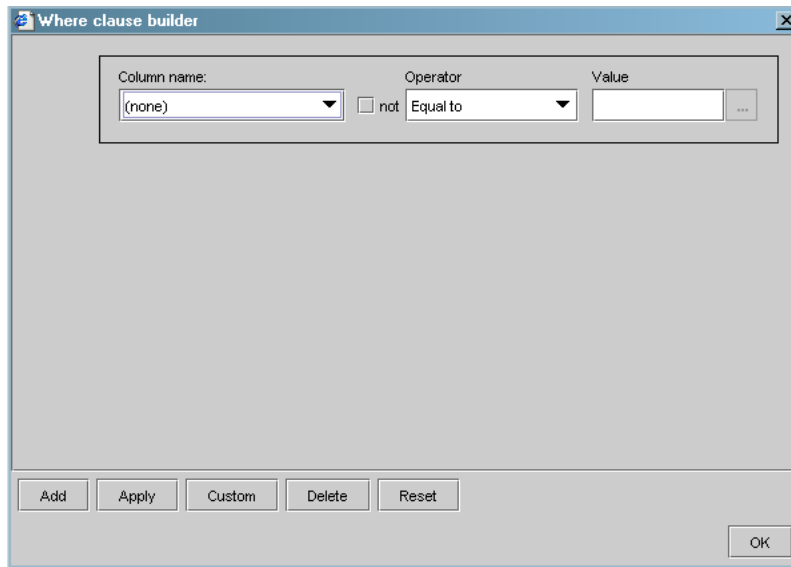 Where clause builder
Column name: Operator Value
(none) not Equal to ...
Add Apply Custom Delete Reset
OK